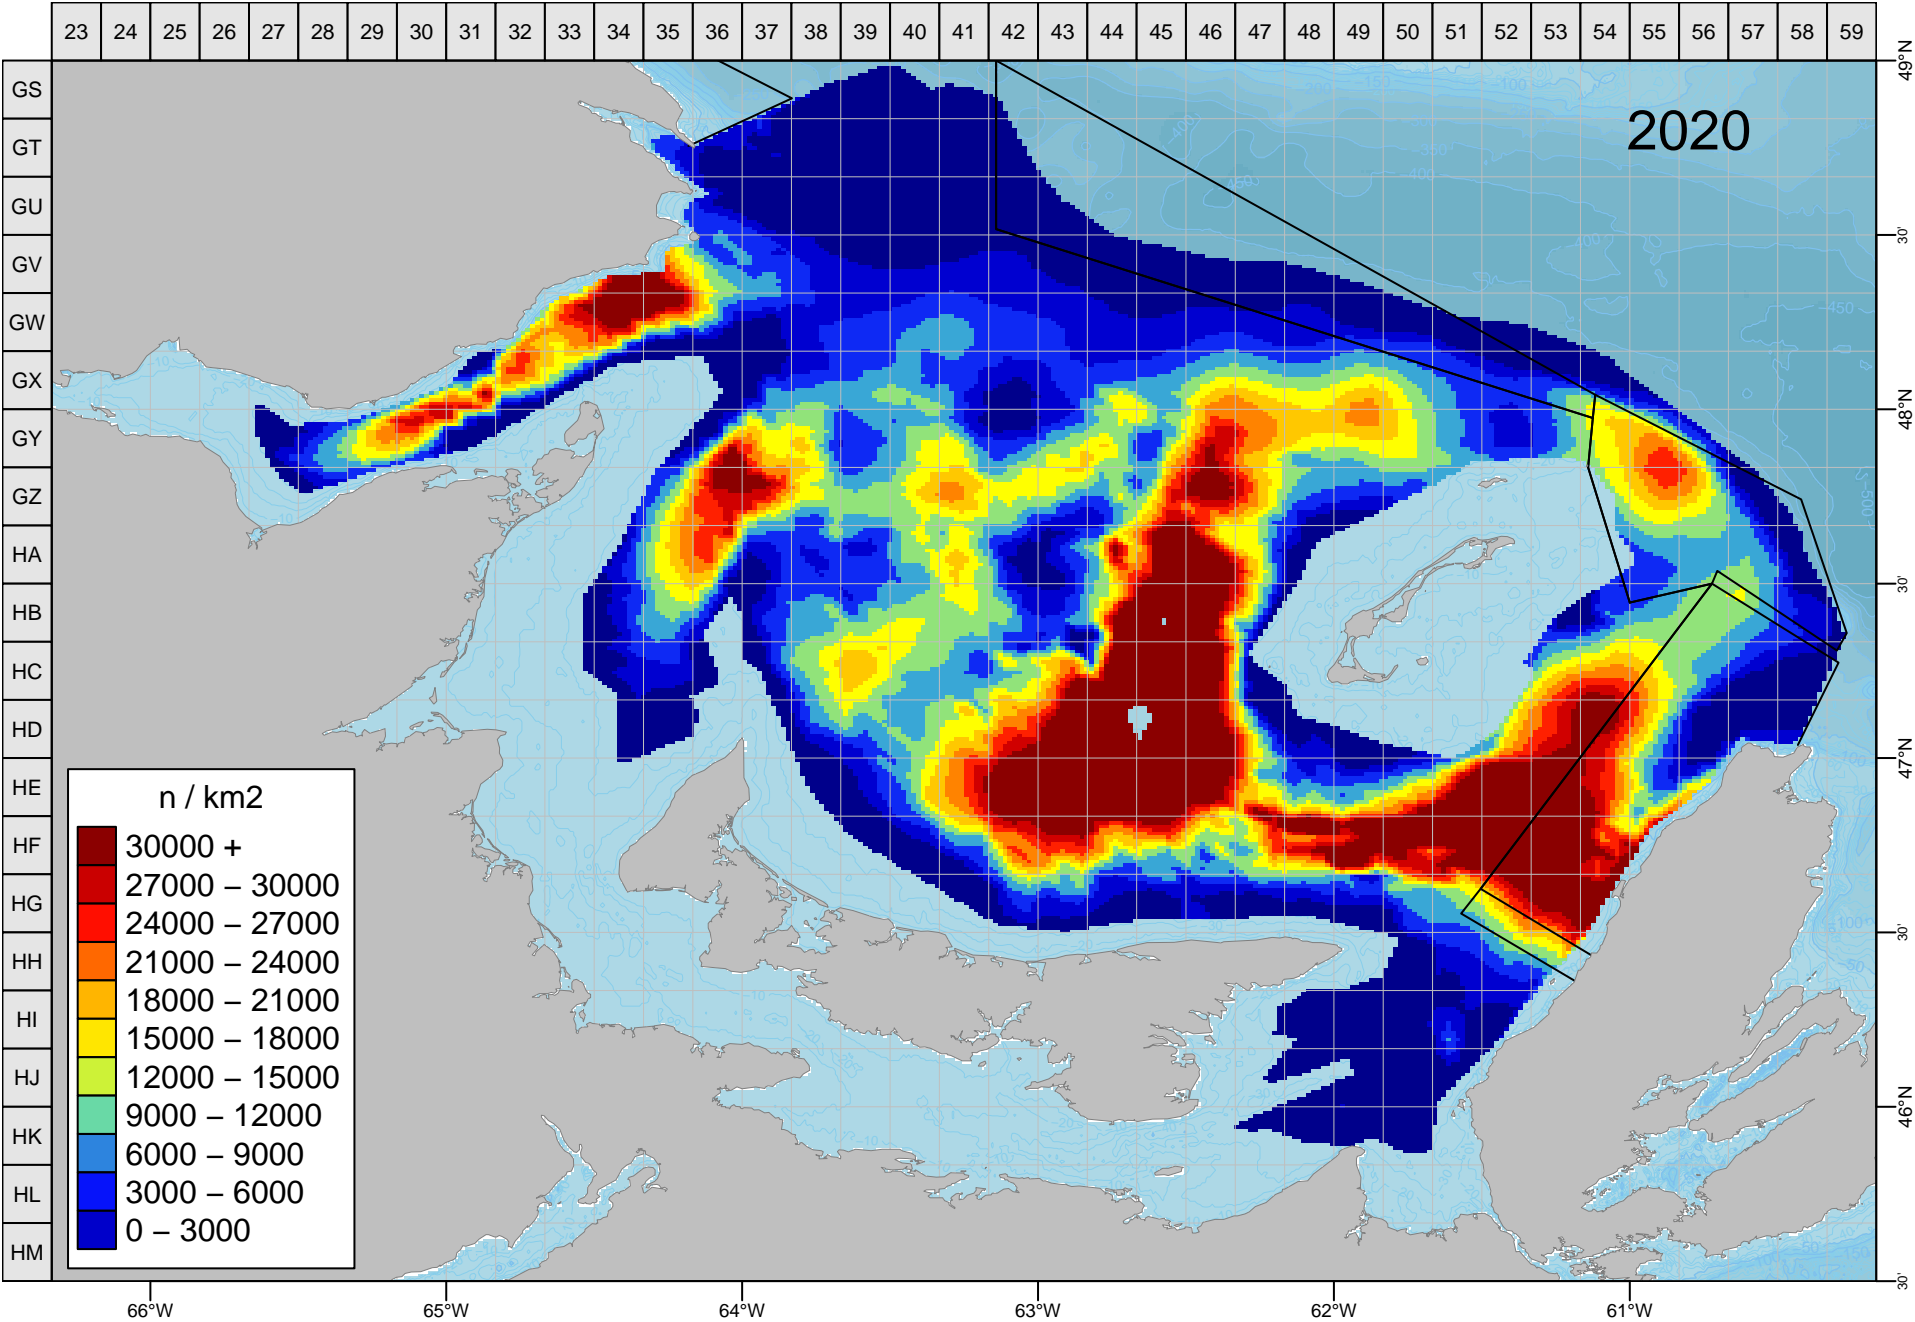 23 24 25 26 27 28 29 30 31 32 33 34 35 36 37 38 39 40 41 42 43 44 45 46 47 48 49 50 51 52 53 54 55 56 57 58 59
GS
GT
GU
GV
GW
GX
GY
GZ
HA
HB
HC
HD
HE
HF
HG
HH
HI
HJ
HK
HL
HM
2020
49°N
30'
48°N
30'
47°N
30'
46°N
30'
n / km2
30000 +
27000 – 30000
24000 – 27000
21000 – 24000
18000 – 21000
15000 – 18000
12000 – 15000
9000 – 12000
6000 – 9000
3000 – 6000
0 – 3000
66°W 65°W 64°W 63°W 62°W 61°W